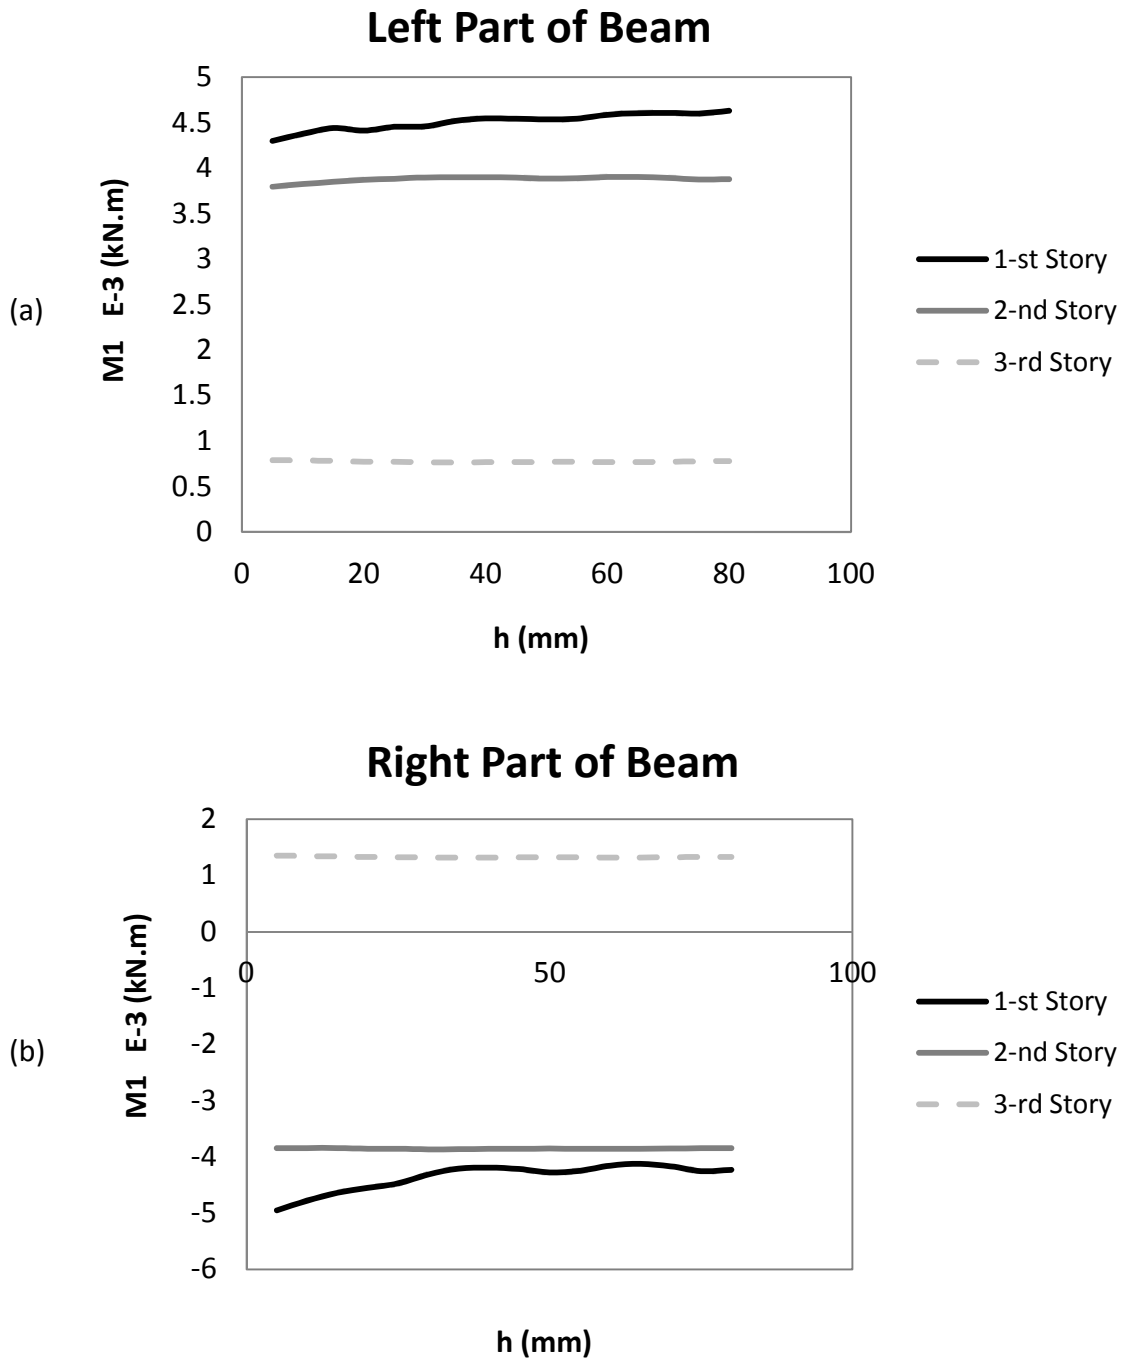 Left Part of Beam
(a)
M1 E-3 (kN.m)
5
4.5
4
3.5
3
2.5
2
1.5
1
0.5
0
0 20 40 60 80 100
h (mm)
1-st Story
2-nd Story
3-rd Story
Right Part of Beam
(b)
M1 E-3 (kN.m)
2
1
0
-1
-2
-3
-4
-5
-6
0 50 100
h (mm)
1-st Story
2-nd Story
3-rd Story